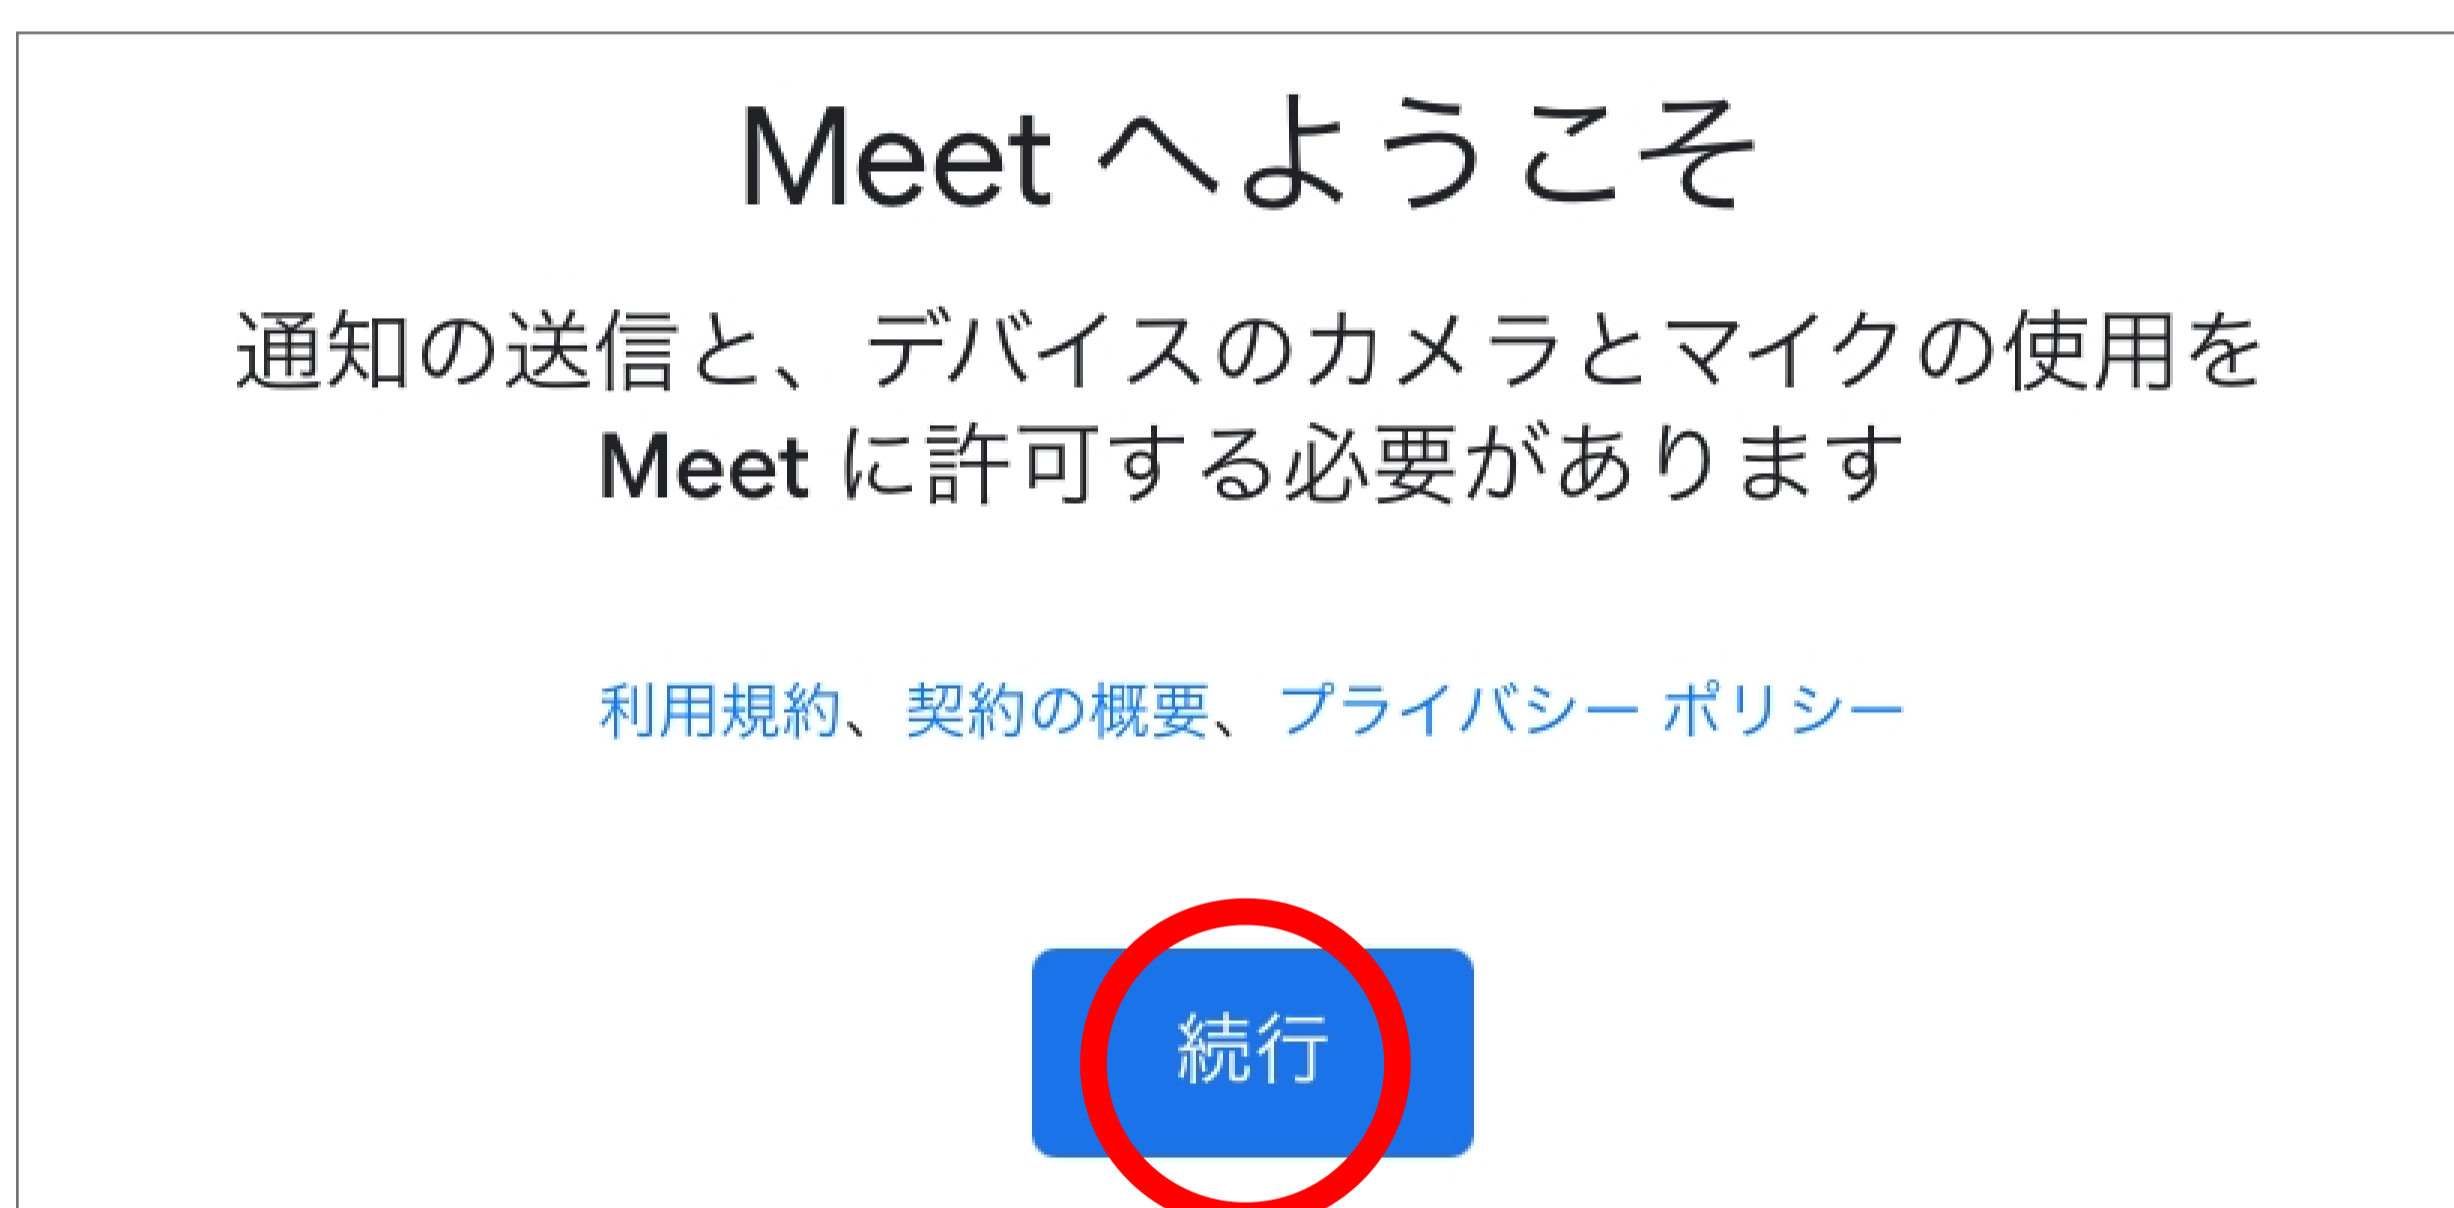 Meet へようこそ
通知の送信と、デバイスのカメラとマイクの使用を
Meet に許可する必要があります
利用規約、契約の概要、プライバシー ポリシー
続行